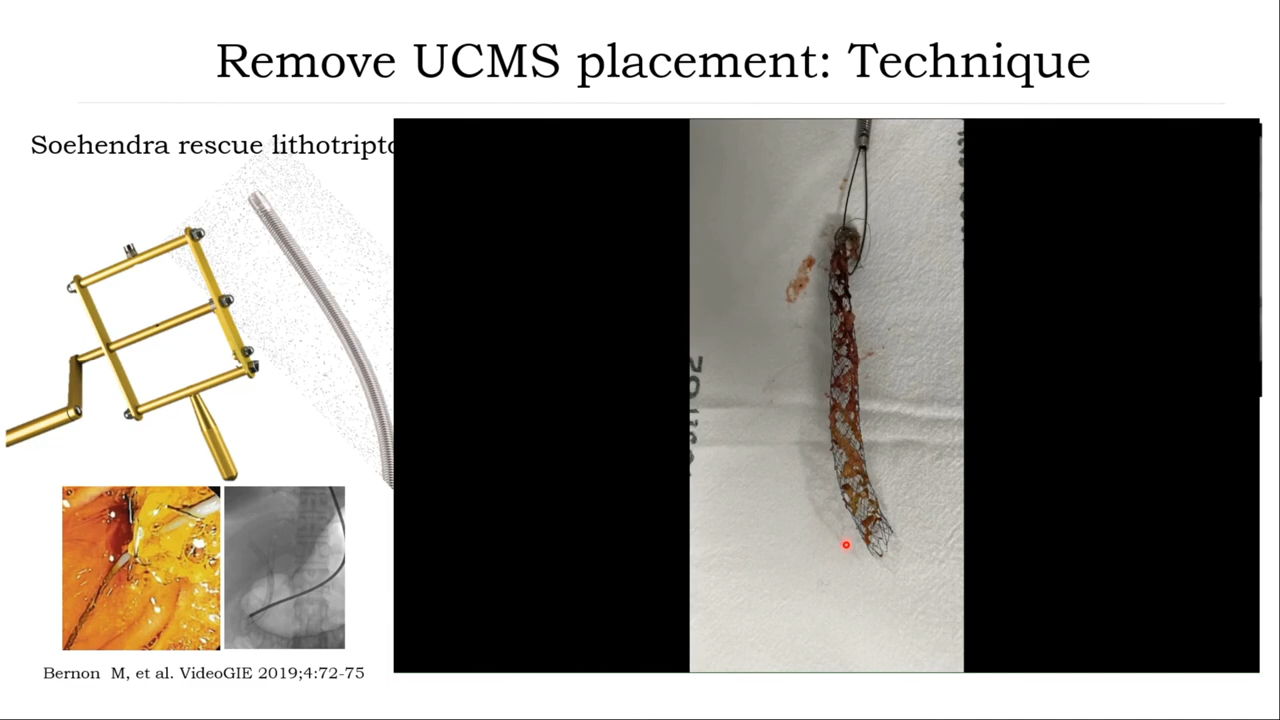 Remove UCMS placement: Technique
Soehendra rescue lithotripto
Bernon M, et al. VideoGIE 2019;4:72-75